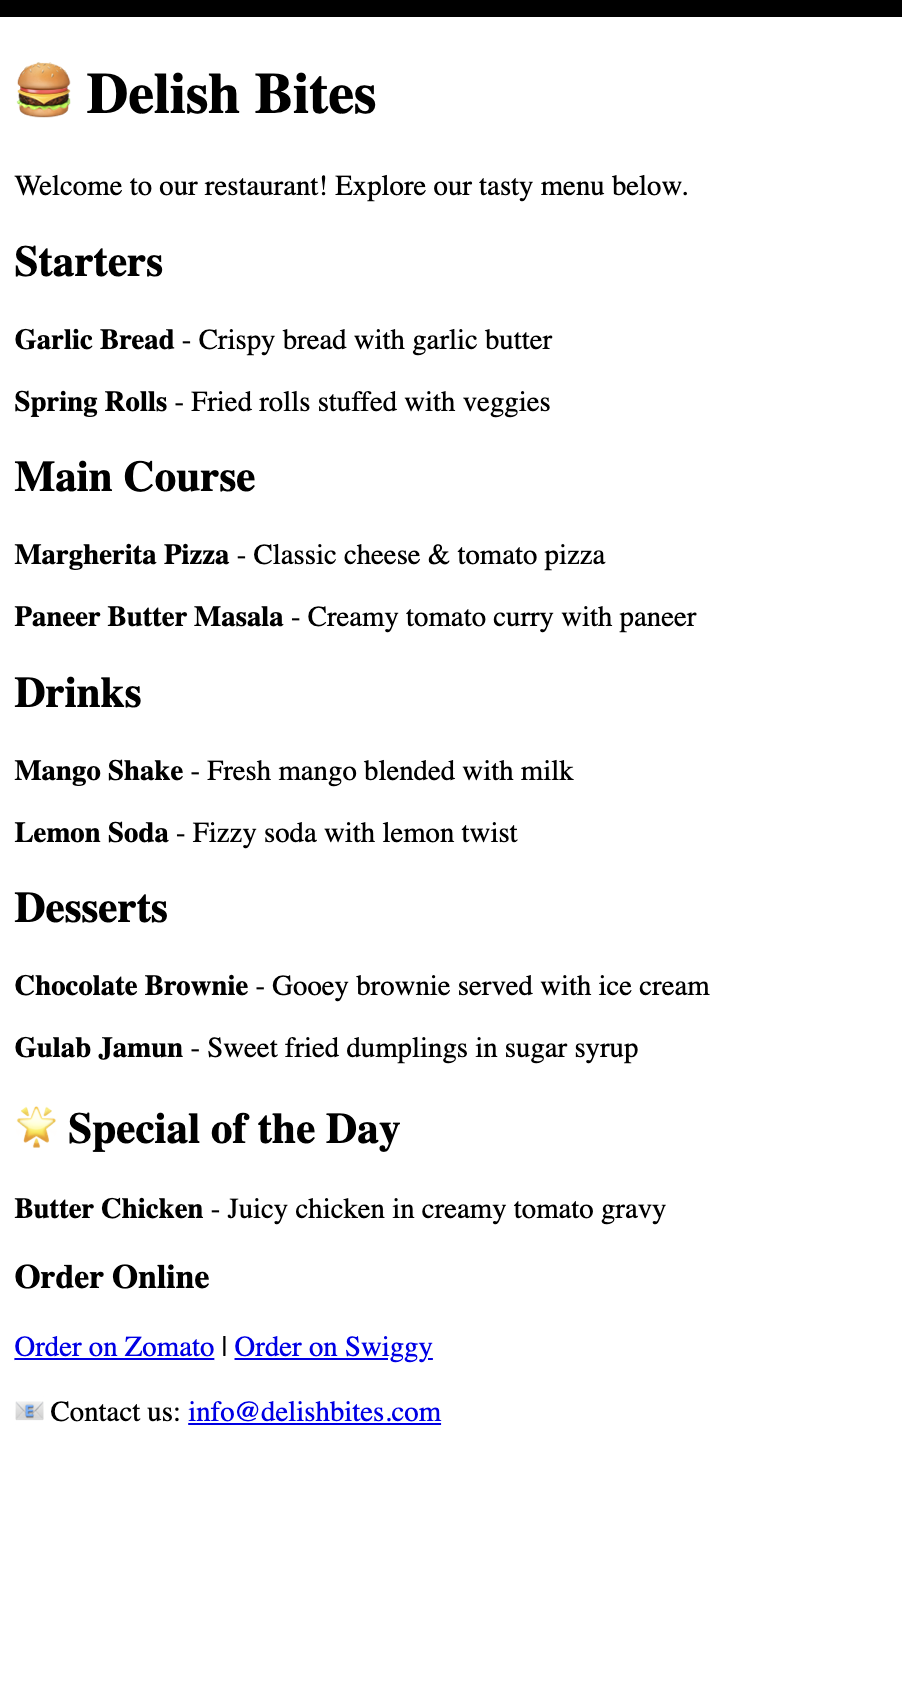 🍔 Delish Bites
Welcome to our restaurant! Explore our tasty menu below.
Starters
Garlic Bread - Crispy bread with garlic butter
Spring Rolls - Fried rolls stuffed with veggies
Main Course
Margherita Pizza - Classic cheese & tomato pizza
Paneer Butter Masala - Creamy tomato curry with paneer
Drinks
Mango Shake - Fresh mango blended with milk
Lemon Soda - Fizzy soda with lemon twist
Desserts
Chocolate Brownie - Gooey brownie served with ice cream
Gulab Jamun - Sweet fried dumplings in sugar syrup
🌟 Special of the Day
Butter Chicken - Juicy chicken in creamy tomato gravy
Order Online
Order on Zomato | Order on Swiggy
📧 Contact us: info@delishbites.com